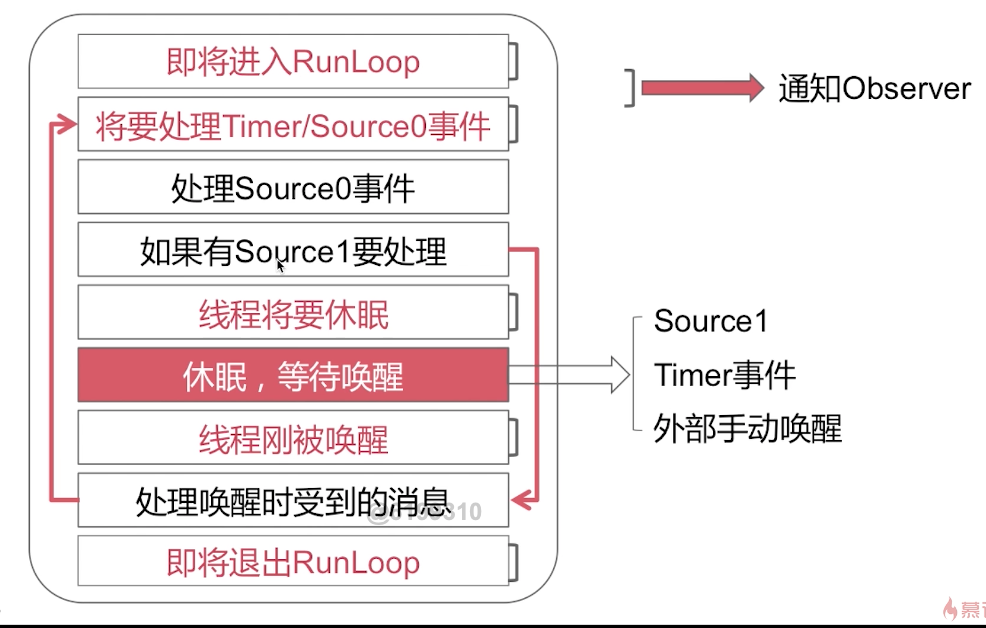 即将进入RunLoop
通知Observer
将要处理Timer/Source0事件
处理Source0事件
如果有Source1要处理
线程将要休眠
Source1
休眠，等待唤醒
Timer事件
外部手动唤醒
线程刚被唤醒
处理唤醒时受到的消息
即将退出RunLoop
慕